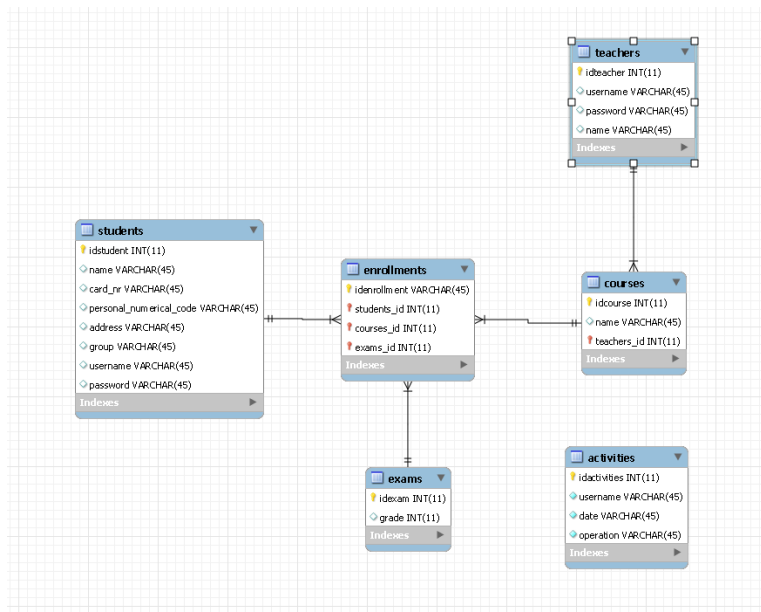 teachers
idteacher INT(11)
username VARCHAR(45)
password VARCHAR(45)
name VARCHAR(45)
Indexes
students
idstudent INT(11)
name VARCHAR(45)
card_nr VARCHAR(45)
personal_numerical_code VARCHAR(45)
address VARCHAR(45)
group VARCHAR(45)
username VARCHAR(45)
password VARCHAR(45)
Indexes
enrollments
idenrollment VARCHAR(45)
students_id INT(11)
courses_id INT(11)
exams_id INT(11)
Indexes
courses
idcourse INT(11)
name VARCHAR(45)
teachers_id INT(11)
Indexes
exams
idexam INT(11)
grade INT(11)
Indexes
activities
idactivities INT(11)
username VARCHAR(45)
date VARCHAR(45)
operation VARCHAR(45)
Indexes